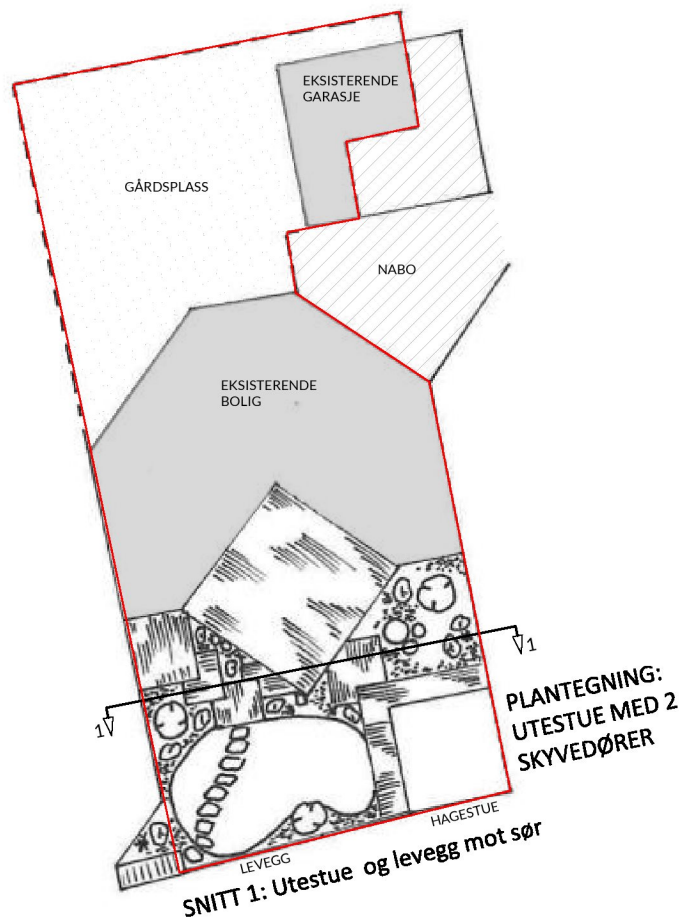 EKSISTERENDE
GARASJE
GÅRDSPLASS
NABO
EKSISTERENDE
BOLIG
1
1
PLANTEGNING:
UTESTUE MED 2
SKYVEDØRER
HAGESTUE
LEVEGG
SNITT 1: Utestue og levegg mot sør